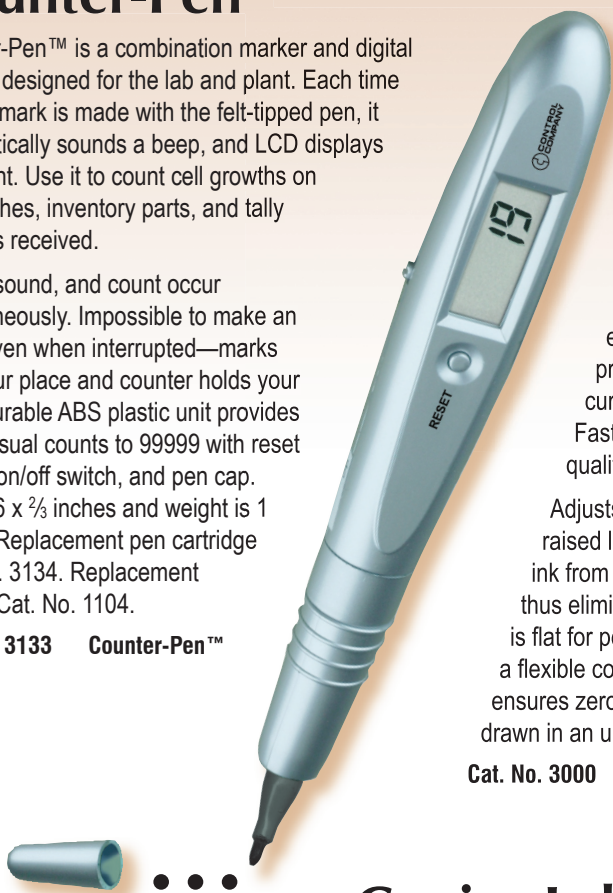 unter-Pen
r-Pen™ is a combination marker and digital
designed for the lab and plant. Each time
mark is made with the felt-tipped pen, it
tically sounds a beep, and LCD displays
nt. Use it to count cell growths on
hes, inventory parts, and tally
s received.
sound, and count occur
neously. Impossible to make an
ven when interrupted—marks
ur place and counter holds your
urable ABS plastic unit provides
sual counts to 99999 with reset
on/off switch, and pen cap.
6 x ⅔ inches and weight is 1
Replacement pen cartridge
. 3134. Replacement
Cat. No. 1104.
3133 Counter-Pen™
CONTROL
COMPANY
RESET
e
pr
cur
Fast
quali
Adjusts
raised l
ink from
thus elimi
is flat for p
a flexible co
ensures zero
drawn in an u
Cat. No. 3000